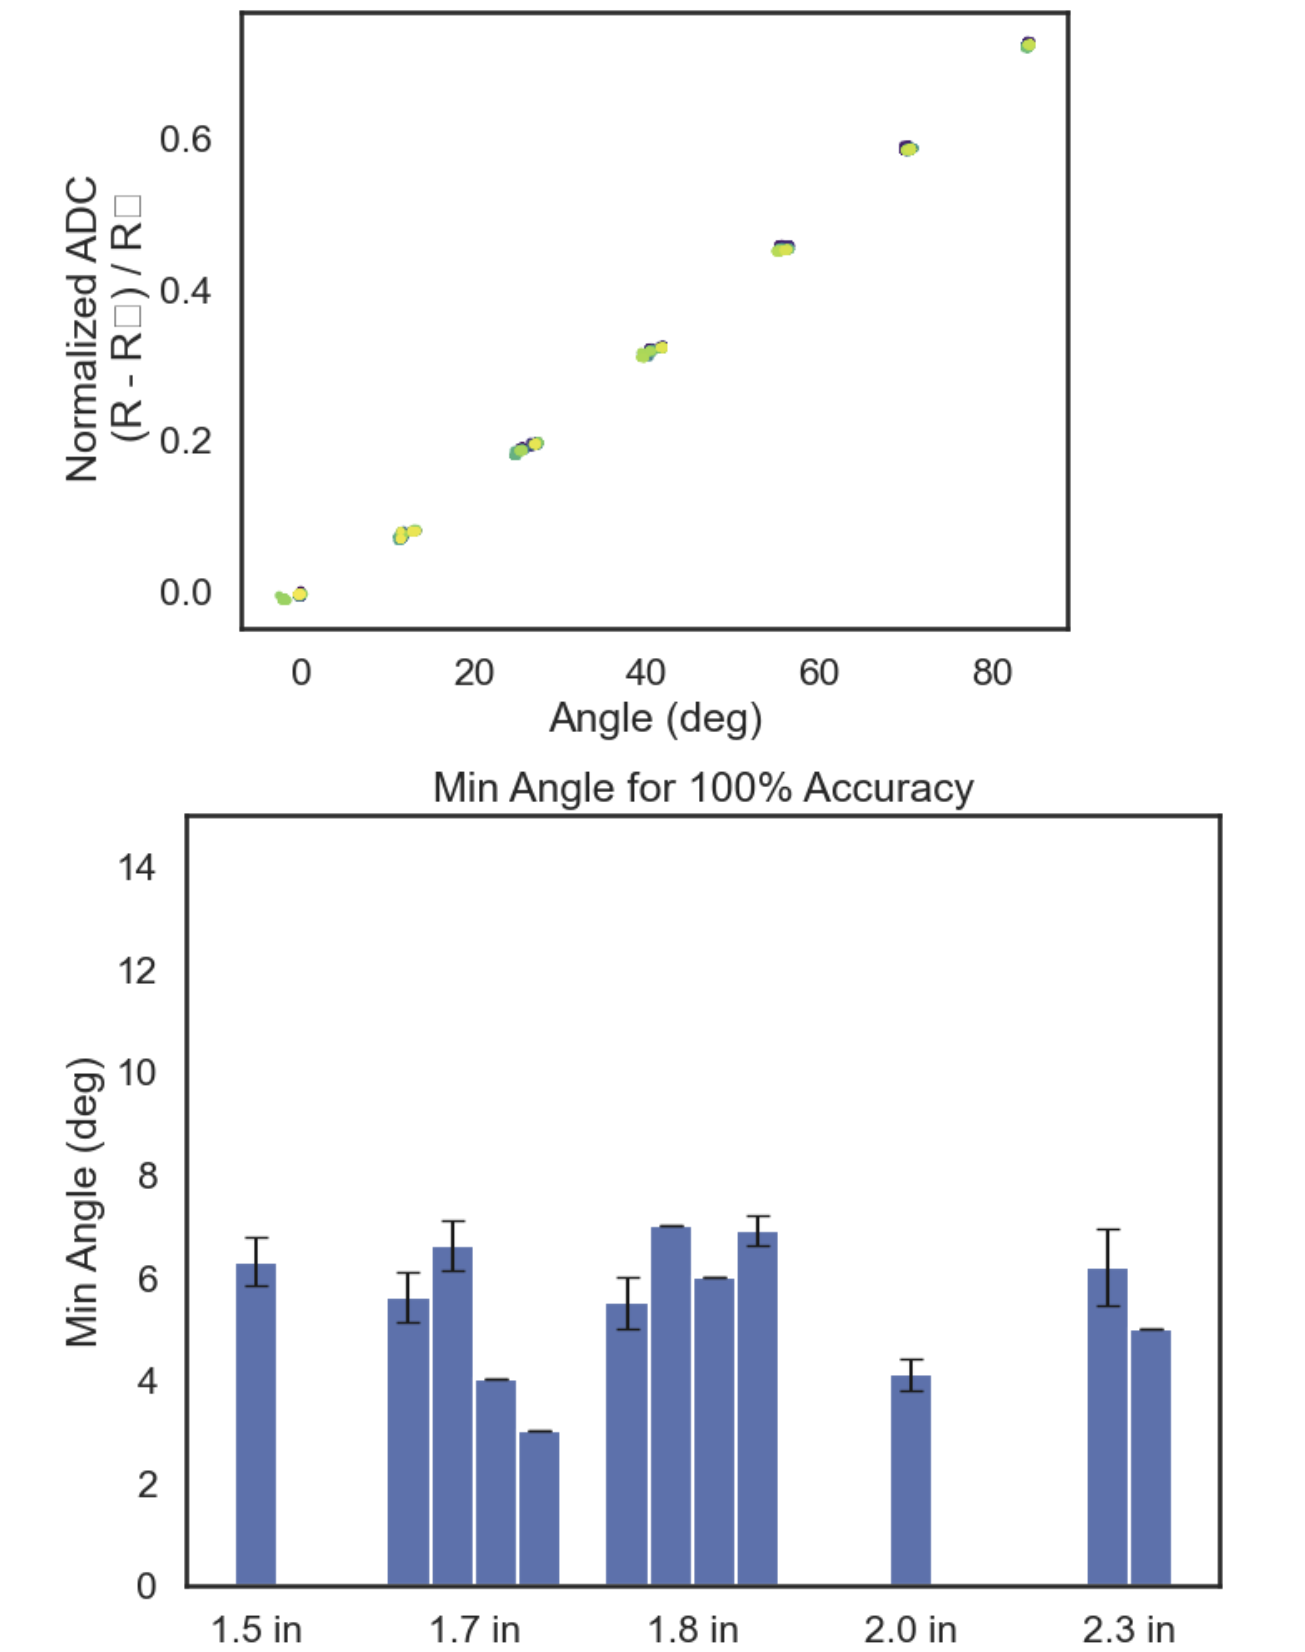 Normalized ADC
(R - R□) / R□
0.6
0.4
0.2
0.0
0 20 40 60 80
Angle (deg)
Min Angle for 100% Accuracy
Min Angle (deg)
14
12
10
8
6
4
2
0
1.5 in 1.7 in 1.8 in 2.0 in 2.3 in